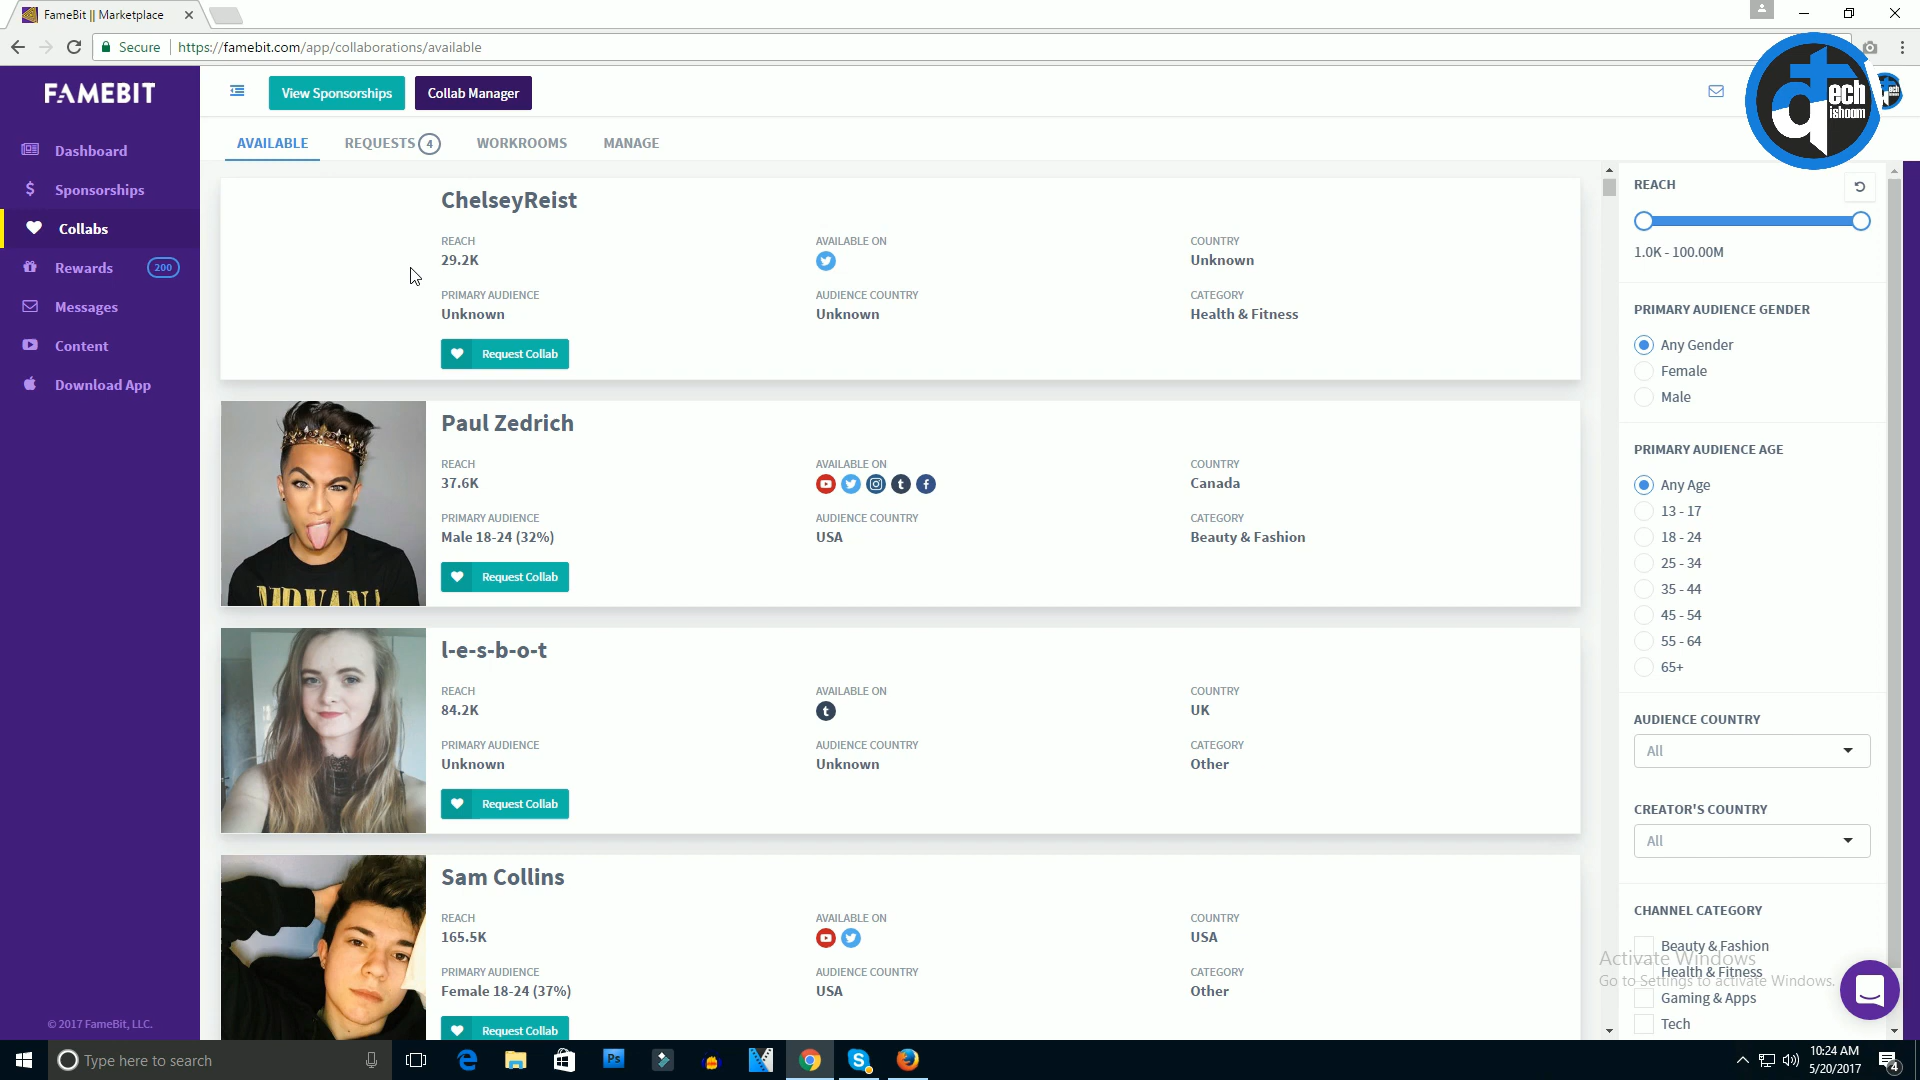 FameBit || Marketplace
Secure
https://famebit.com/app/collaborations/available
FAMEBIT
View Sponsorships
Collab Manager
ech
ishoom
Dashboard
Sponsorships
Collabs
Rewards
200
Messages
Content
Download App
© 2017 FameBit, LLC.
AVAILABLE
REQUESTS 4
WORKROOMS
MANAGE
ChelseyReist
REACH
AVAILABLE ON
COUNTRY
29.2K
Unknown
PRIMARY AUDIENCE
AUDIENCE COUNTRY
CATEGORY
Unknown
Unknown
Health & Fitness
Request Collab
Paul Zedrich
REACH
AVAILABLE ON
COUNTRY
37.6K
Canada
PRIMARY AUDIENCE
AUDIENCE COUNTRY
CATEGORY
Male 18-24 (32%)
USA
Beauty & Fashion
Request Collab
NIRVANA
l-e-s-b-o-t
REACH
AVAILABLE ON
COUNTRY
84.2K
UK
PRIMARY AUDIENCE
AUDIENCE COUNTRY
CATEGORY
Unknown
Unknown
Other
Request Collab
Sam Collins
REACH
AVAILABLE ON
COUNTRY
165.5K
USA
PRIMARY AUDIENCE
AUDIENCE COUNTRY
CATEGORY
Female 18-24 (37%)
USA
Other
Request Collab
REACH
1.0K - 100.00M
PRIMARY AUDIENCE GENDER
Any Gender
Female
Male
PRIMARY AUDIENCE AGE
Any Age
13 - 17
18 - 24
25 - 34
35 - 44
45 - 54
55 - 64
65+
AUDIENCE COUNTRY
All
CREATOR'S COUNTRY
All
CHANNEL CATEGORY
Beauty & Fashion
Health & Fitness
Gaming & Apps
Tech
Activate Windows
Go to Settings to activate Windows.
Type here to search
Ps
10:24 AM
5/20/2017
4